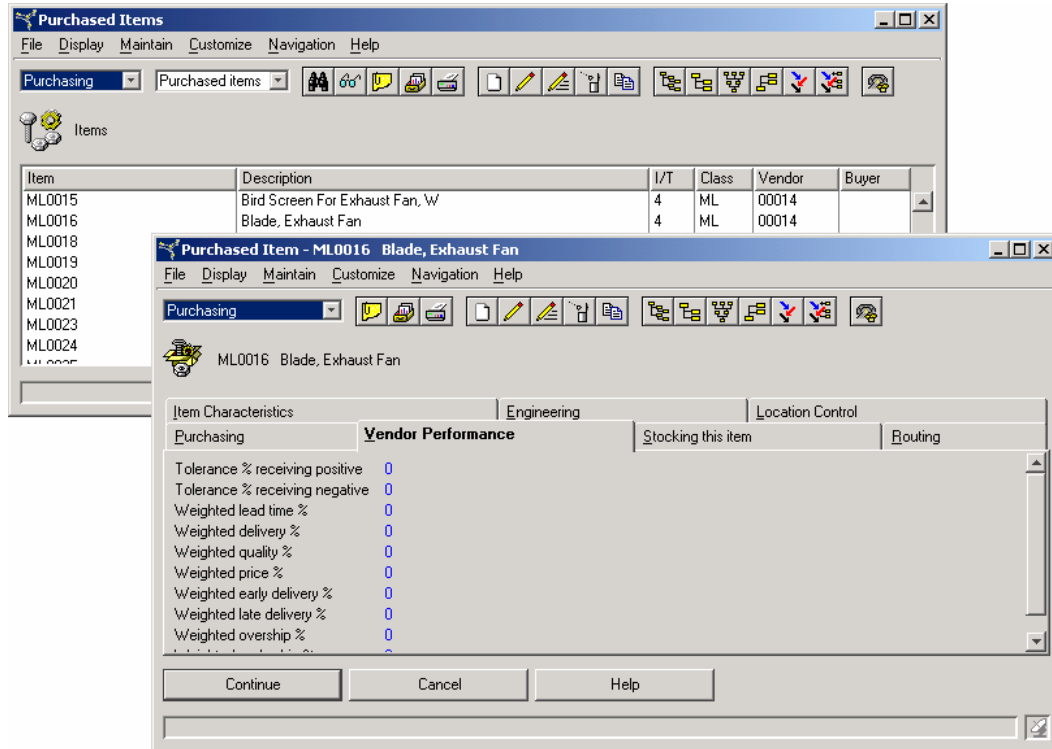 Purchased Items
File Display Maintain Customize Navigation Help
Purchasing Purchased items
Items
Item Description I/T Class Vendor Buyer
ML0015 Bird Screen For Exhaust Fan, W 4 ML 00014
ML0016 Blade, Exhaust Fan 4 ML 00014
ML0018
ML0019
ML0020
ML0021
ML0023
ML0024
Purchased Item - ML0016 Blade, Exhaust Fan
File Display Maintain Customize Navigation Help
Purchasing
ML0016 Blade, Exhaust Fan
Item Characteristics Engineering Location Control
Purchasing Vendor Performance Stocking this item Routing
Tolerance % receiving positive 0
Tolerance % receiving negative 0
Weighted lead time % 0
Weighted delivery % 0
Weighted quality % 0
Weighted price % 0
Weighted early delivery % 0
Weighted late delivery % 0
Weighted overship % 0
Continue Cancel Help